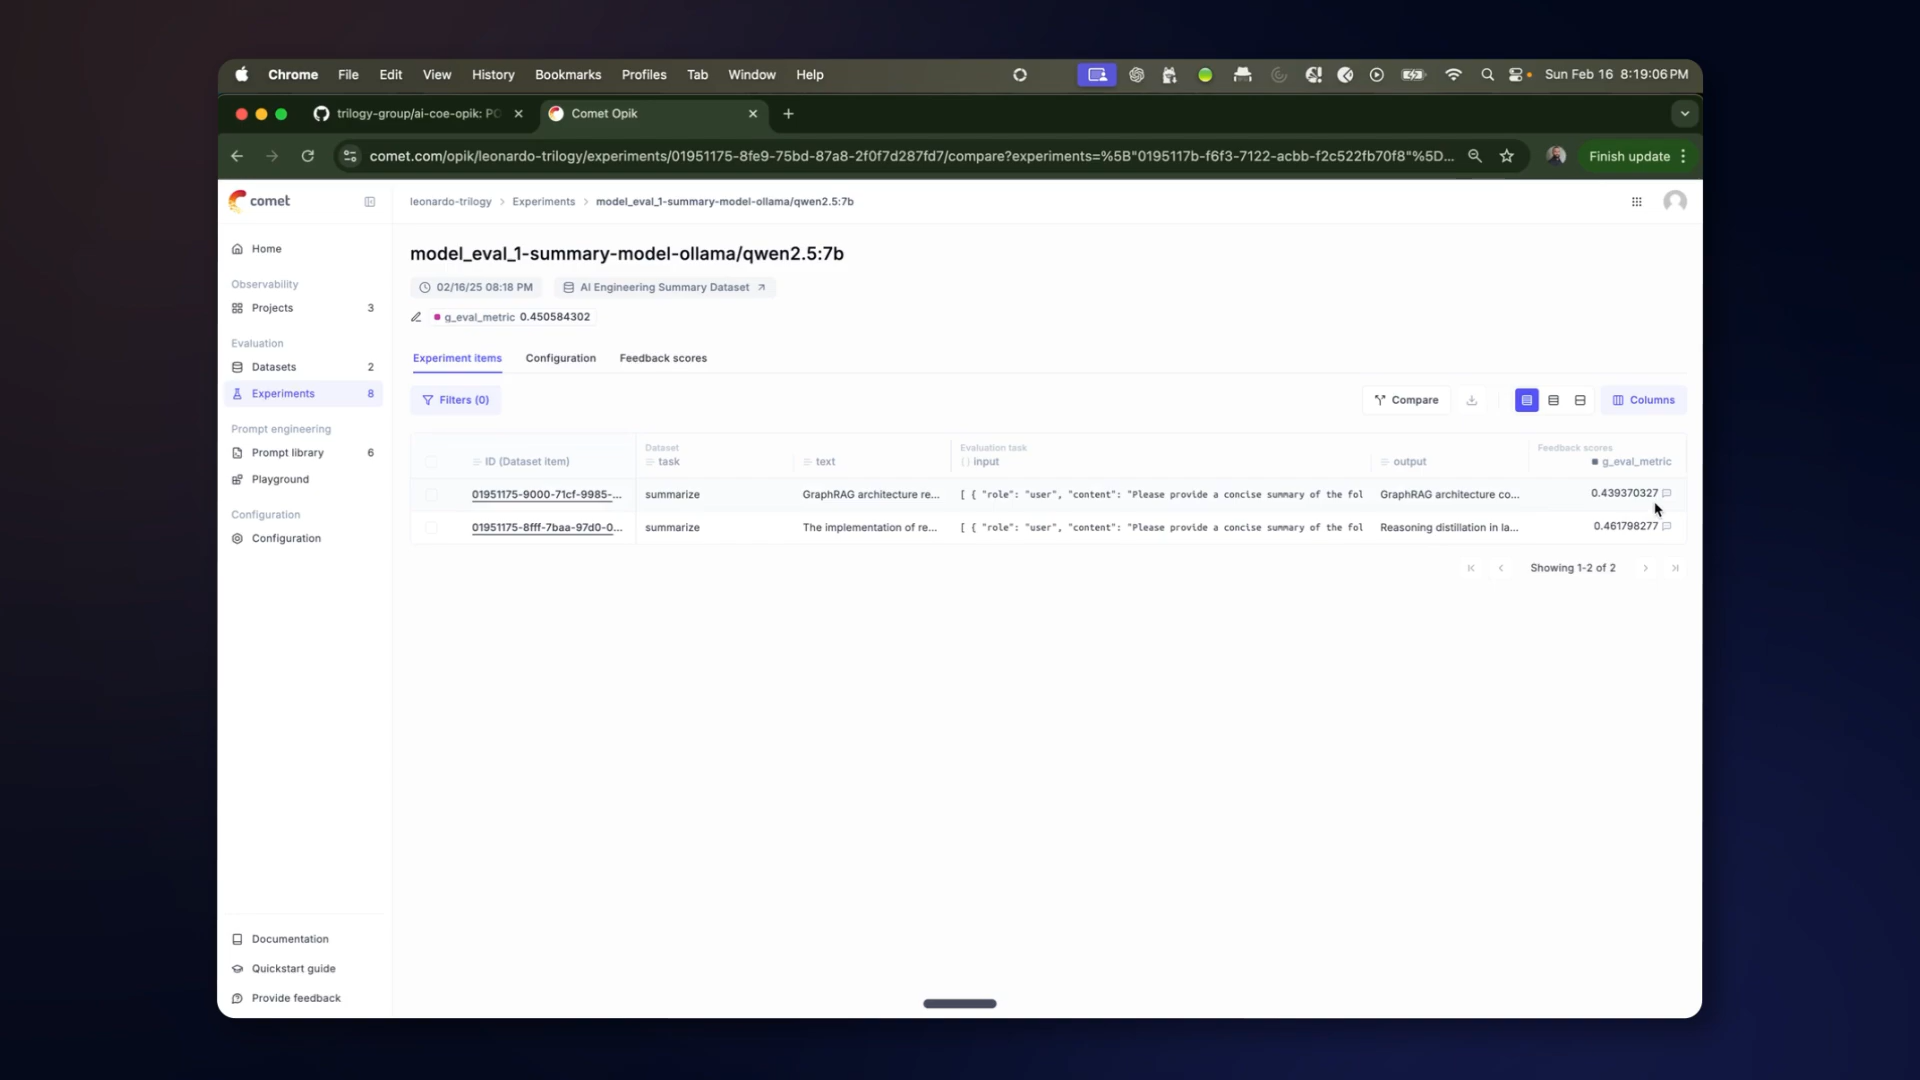 Chrome File Edit View History Bookmarks Profiles Tab Window Help Sun Feb 16 8:19:06 PM
trilogy-group/ai-coe-opik: PO Comet Opik
comet.com/opik/leonardo-trilogy/experiments/01951175-8fe9-75bd-87a8-2f0f7d287fd7/compare?experiments=%5B"0195117b-f6f3-7122-acbb-f2c522fb70f8"%5D... Finish update
comet
leonardo-trilogy > Experiments > model_eval_1-summary-model-ollama/qwen2.5:7b
Home
Observability
Projects 3
Evaluation
Datasets 2
Experiments 8
Prompt engineering
Prompt library 6
Playground
Configuration
Configuration
Documentation
Quickstart guide
Provide feedback
model_eval_1-summary-model-ollama/qwen2.5:7b
02/16/25 08:18 PM AI Engineering Summary Dataset
g_eval_metric 0.450584302
Experiment items Configuration Feedback scores
Filters (0) Compare Columns
Dataset Evaluation task Feedback scores
ID (Dataset item) task text input output g_eval_metric
01951175-9000-71cf-9985-... summarize GraphRAG architecture re... [ { "role": "user", "content": "Please provide a concise summary of the fol GraphRAG architecture co... 0.439370327
01951175-8fff-7baa-97d0-0... summarize The implementation of re... [ { "role": "user", "content": "Please provide a concise summary of the fol Reasoning distillation in la... 0.461798277
Showing 1-2 of 2